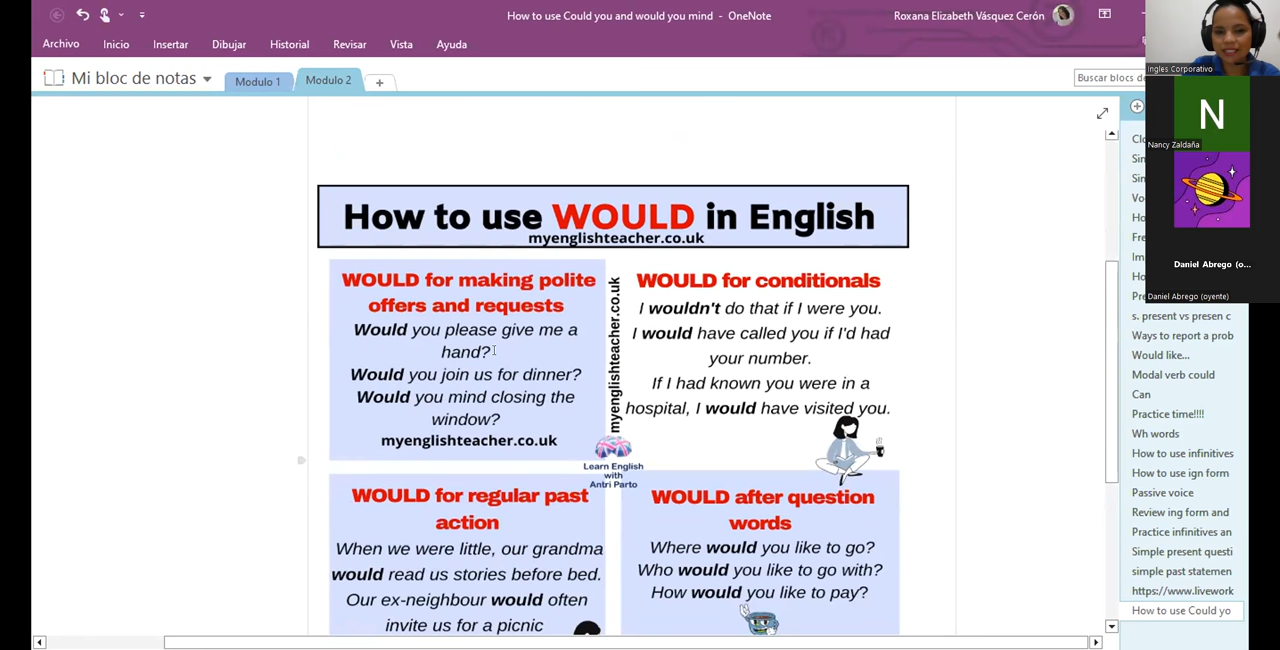 How to use Could you and would you mind - OneNote
Roxana Elizabeth Vásquez Cerón
Archivo Inicio Insertar Dibujar Historial Revisar Vista Ayuda
Mi bloc de notas
Modulo 1
Modulo 2
Buscar blocs de
How to use WOULD in English
myenglishteacher.co.uk
WOULD for making polite
offers and requests
Would you please give me a
hand?
Would you join us for dinner?
Would you mind closing the
window?
myenglishteacher.co.uk
myenglishteacher.co.uk
WOULD for conditionals
I wouldn't do that if I were you.
I would have called you if I'd had
your number.
If I had known you were in a
hospital, I would have visited you.
Learn English
with
Antri Parto
WOULD for regular past
action
When we were little, our grandma
would read us stories before bed.
Our ex-neighbour would often
invite us for a picnic
WOULD after question
words
Where would you like to go?
Who would you like to go with?
How would you like to pay?
Ingles Corporativo
N
Nancy Zaldaña
Daniel Abrego (o...
Daniel Abrego (oyente)
s. present vs presen c
Ways to report a prob
Would like...
Modal verb could
Can
Practice time!!!!
Wh words
How to use infinitives
How to use ign form
Passive voice
Review ing form and
Practice infinitives an
Simple present questi
simple past statemen
https://www.livework
How to use Could yo